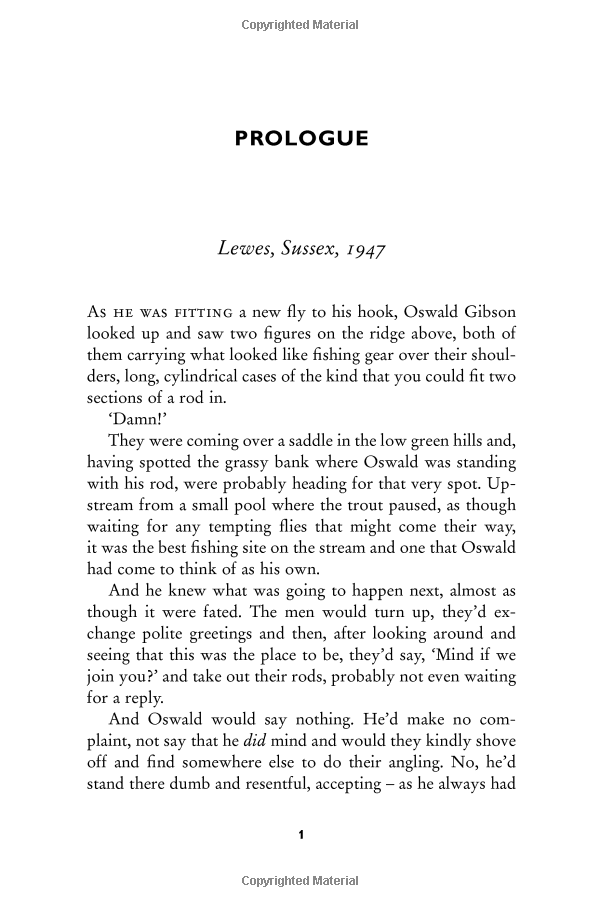 Copyrighted Material
PROLOGUE
Lewes, Sussex, 1947
As HE WAS FITTING a new fly to his hook, Oswald Gibson
looked up and saw two figures on the ridge above, both of
them carrying what looked like fishing gear over their shoul-
ders, long, cylindrical cases of the kind that you could fit two
sections of a rod in.
‘Damn!’
They were coming over a saddle in the low green hills and,
having spotted the grassy bank where Oswald was standing
with his rod, were probably heading for that very spot. Up-
stream from a small pool where the trout paused, as though
waiting for any tempting flies that might come their way,
it was the best fishing site on the stream and one that Oswald
had come to think of as his own.
And he knew what was going to happen next, almost as
though it were fated. The men would turn up, they’d ex-
change polite greetings and then, after looking around and
seeing that this was the place to be, they’d say, ‘Mind if we
join you?’ and take out their rods, probably not even waiting
for a reply.
And Oswald would say nothing. He’d make no com-
plaint, not say that he did mind and would they kindly shove
off and find somewhere else to do their angling. No, he’d
stand there dumb and resentful, accepting – as he always had
1
Copyrighted Material